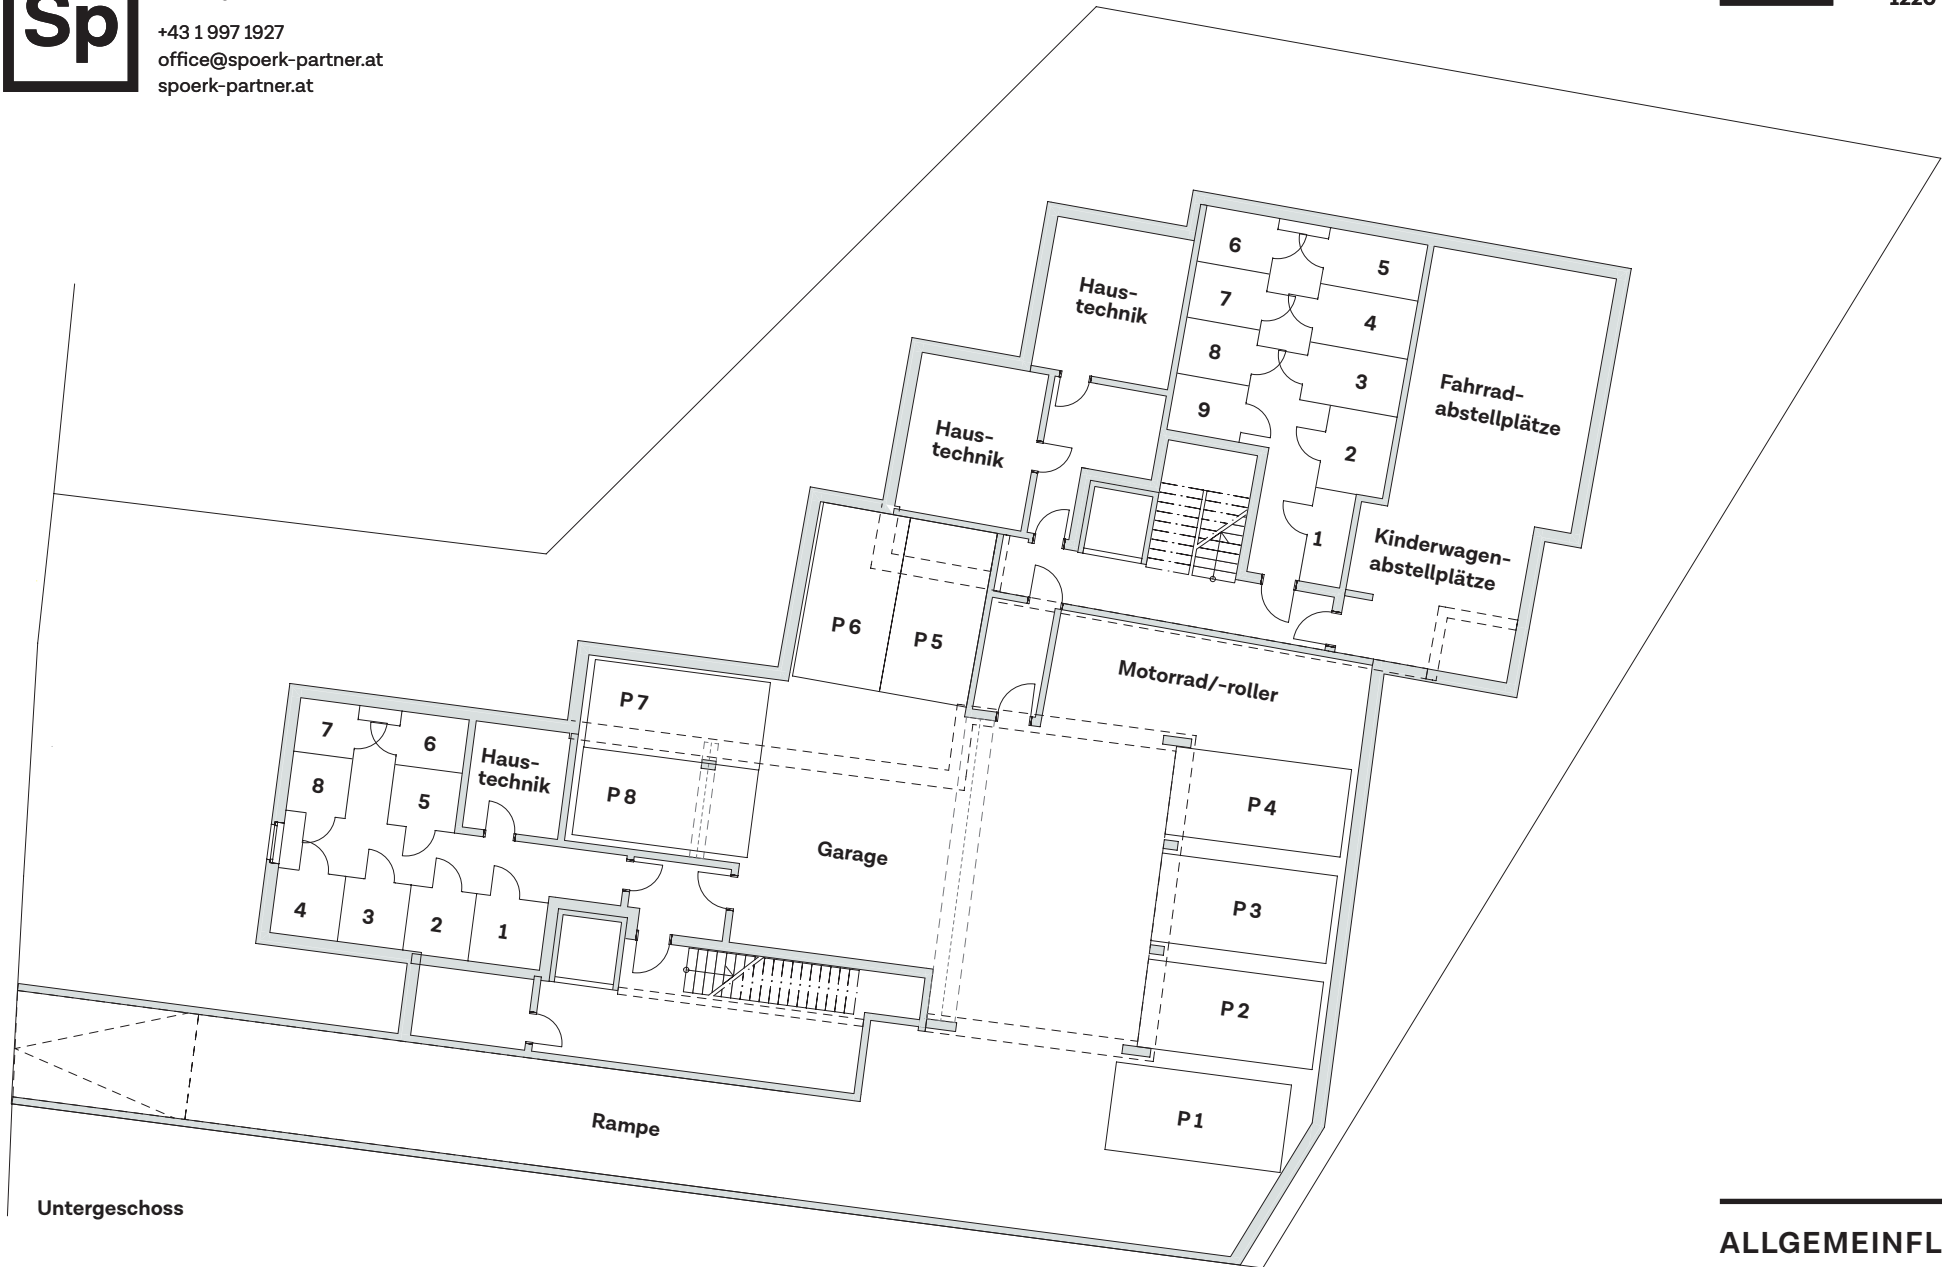 Sp
+43 1 997 1927
office@spoerk-partner.at
spoerk-partner.at
6
5
7
4
8
3
9
2
1
Haus-
technik
Haus-
technik
Fahrrad-
abstellplätze
Kinderwagen-
abstellplätze
P 6
P 5
Motorrad/-roller
P 7
P 8
7
6
8
5
Haus-
technik
4
3
2
1
Garage
P 4
P 3
P 2
P 1
Rampe
Untergeschoss
ALLGEMEINFL